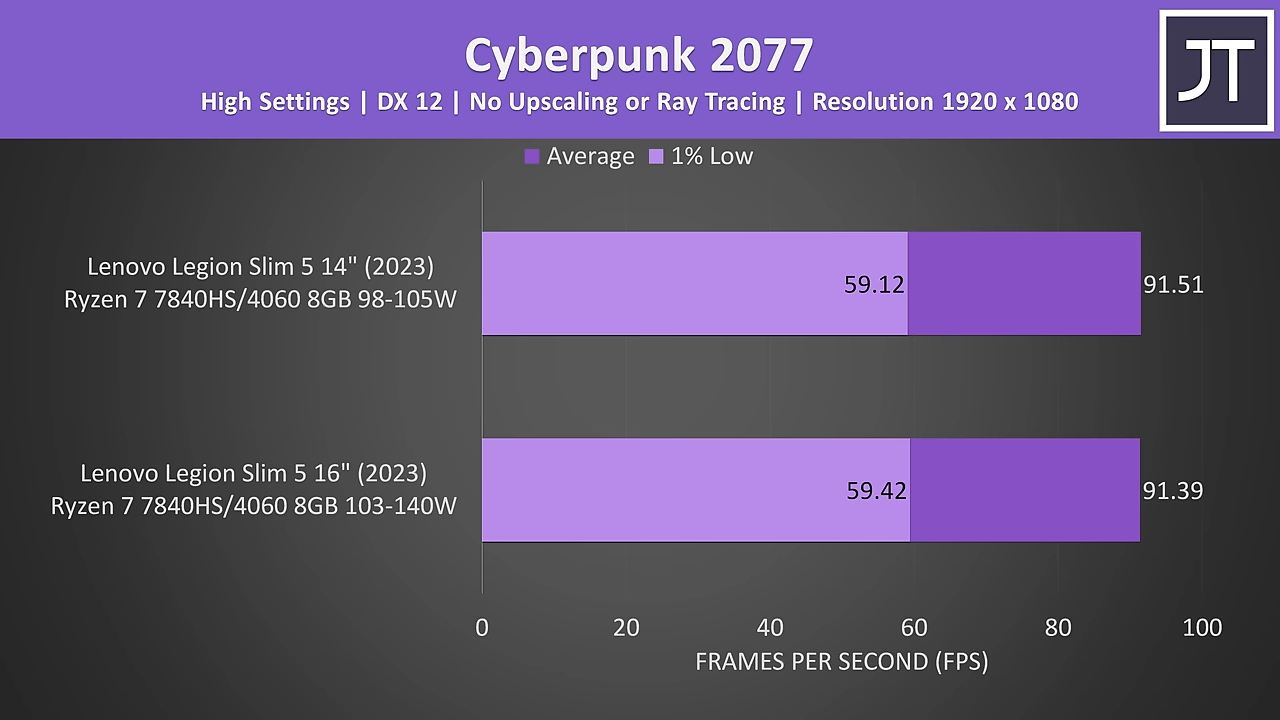 Cyberpunk 2077
High Settings | DX 12 | No Upscaling or Ray Tracing | Resolution 1920 x 1080
JT
Average 1% Low
Lenovo Legion Slim 5 14" (2023)
Ryzen 7 7840HS/4060 8GB 98-105W
59.12
91.51
Lenovo Legion Slim 5 16" (2023)
Ryzen 7 7840HS/4060 8GB 103-140W
59.42
91.39
0 20 40 60 80 100
FRAMES PER SECOND (FPS)